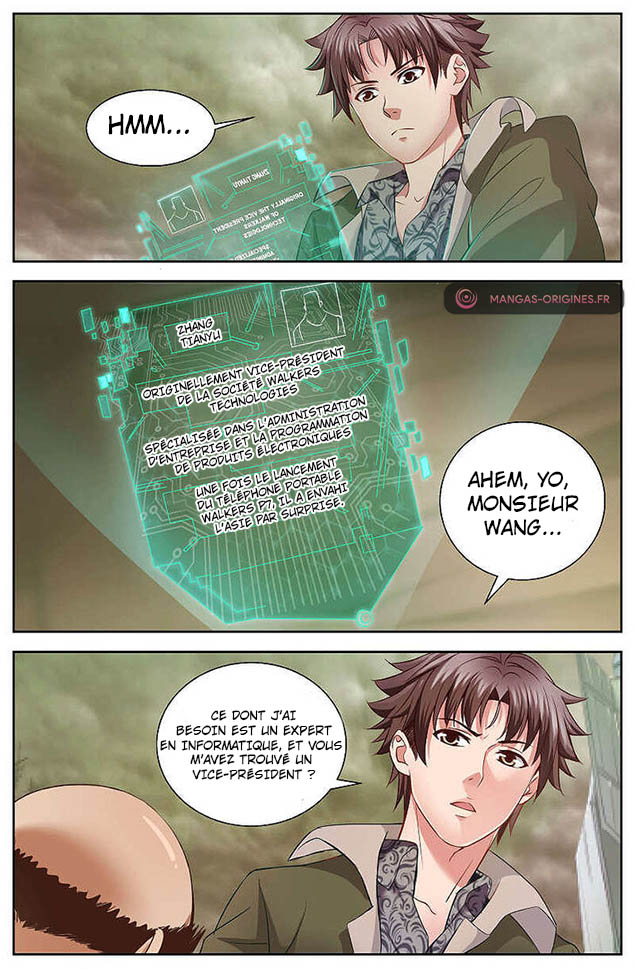 HMM...
ZHANG TIANYU
ORIGINALLY THE VICE PRESIDENT
OF WALKERS
TECHNOLOGIES
MANGAS-ORIGINES.FR
ZHANG
TIANYU
ORIGINELLEMENT VICE-PRÉSIDENT
DE LA SOCIÉTÉ WALKERS
TECHNOLOGIES
SPÉCIALISÉE DANS L'ADMINISTRATION
D'ENTREPRISE ET LA PROGRAMMATION
DE PRODUITS ÉLECTRONIQUES
UNE FOIS LE LANCEMENT
DU TÉLÉPHONE PORTABLE
WALKERS P7, IL A ENVAHI
L'ASIE PAR SURPRISE.
AHEM, YO,
MONSIEUR
WANG...
CE DONT J'AI
BESOIN EST UN EXPERT
EN INFORMATIQUE, ET VOUS
M'AVEZ TROUVÉ UN
VICE-PRÉSIDENT ?